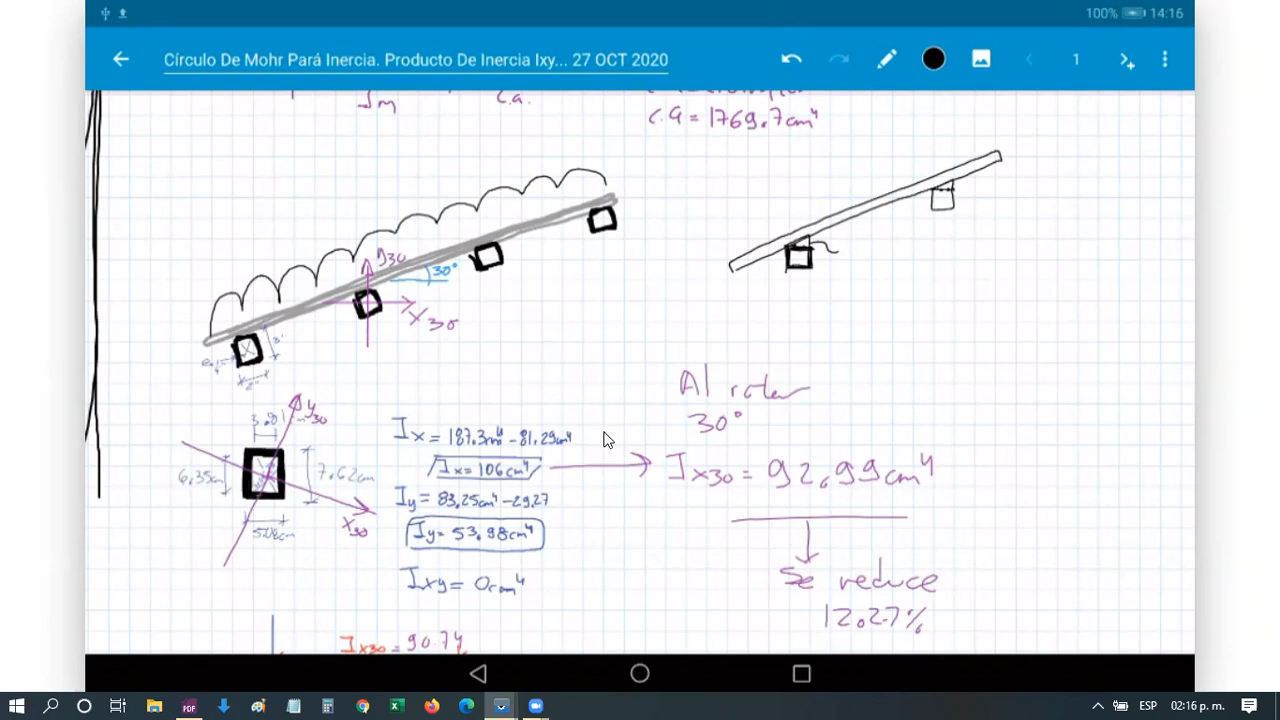 100% 14:16
Círculo De Mohr Pará Inercia. Producto De Inercia Ixy... 27 OCT 2020
1
Im
c.a.
C.a = 1769.7cm⁴
y30
30°
X30
3"
2"
3.81
y30
6.35cm
7.62cm
5.08cm
X30
Ix = 187.3cm⁴ - 81.29cm⁴
Ix = 106cm⁴
Iy = 83.25cm⁴ - 29.27
Iy = 53.98cm⁴
Ixy = 0cm⁴
Al rotar
30°
Ix30 = 92.99cm⁴
Se reduce
12.27%
Ix30 = 90.74
ESP 02:16 p. m.